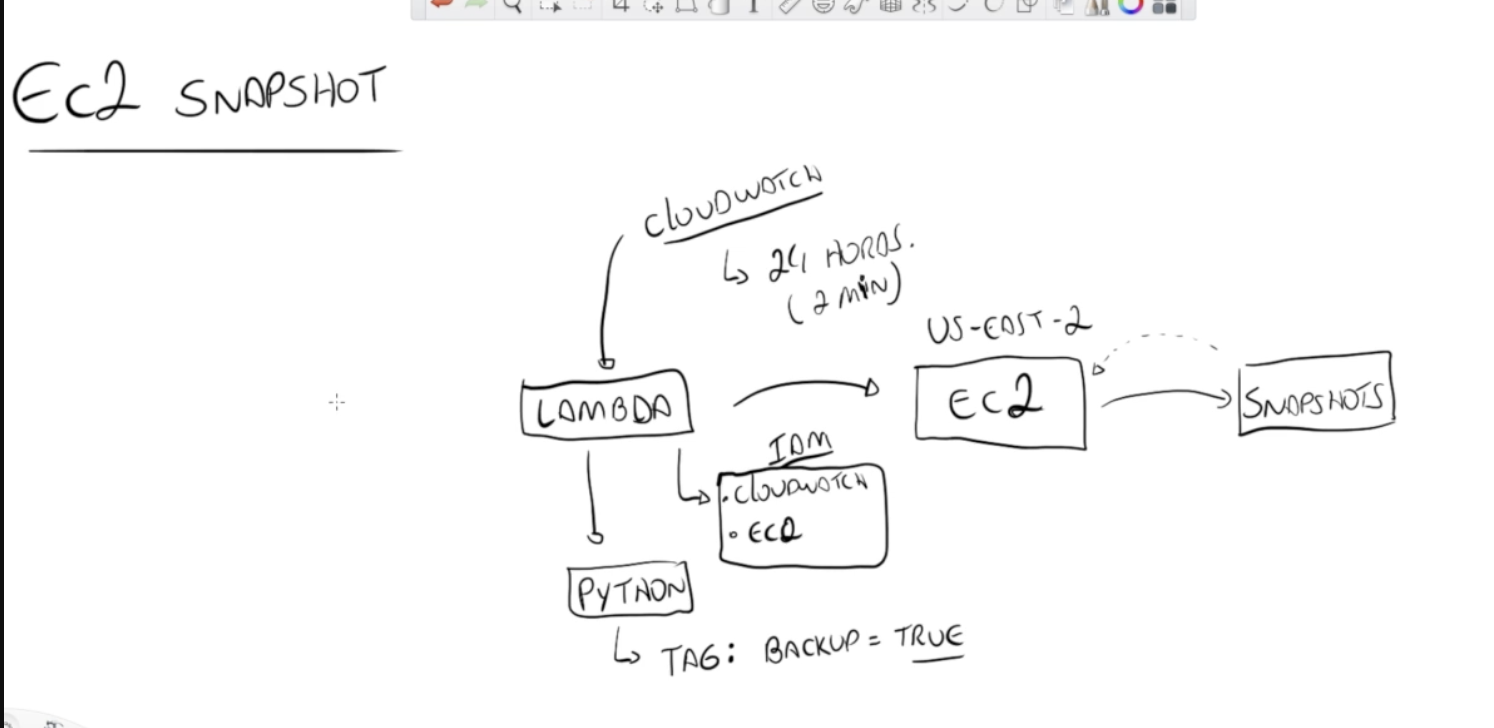 EC2 SNAPSHOT
CLOUDWATCH
24 HORAS.
(2 MIN)
US-EAST-2
LAMBDA
EC2
SNAPSHOTS
IAM
• CLOUDWATCH
• EC2
PYTHON
TAG: BACKUP = TRUE